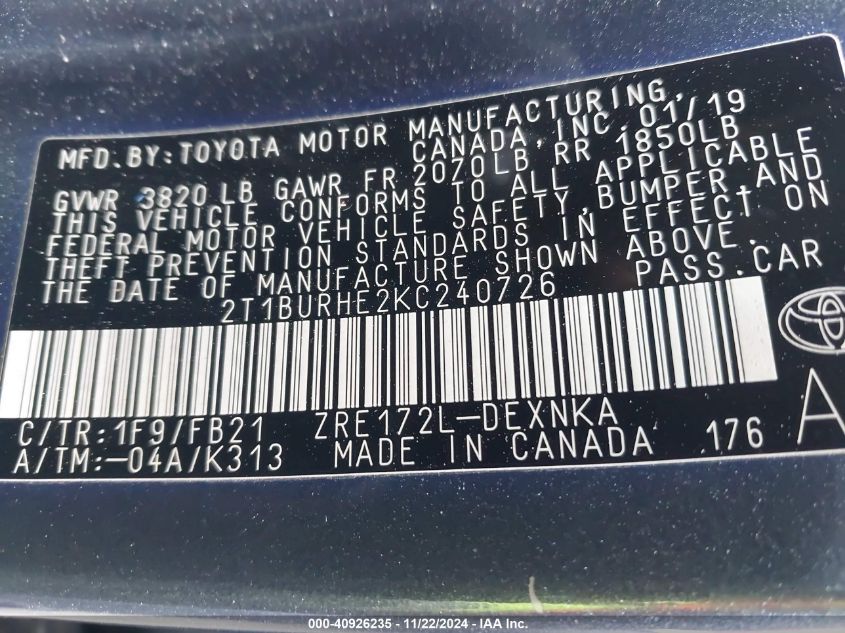 MFD.BY:TOYOTA MOTOR MANUFACTURING,
CANADA, INC. 01/19
GVWR 3820 LB GAWR FR 2070LB RR 1850LB
THIS VEHICLE CONFORMS TO ALL APPLICABLE
FEDERAL MOTOR VEHICLE SAFETY, BUMPER, AND
THEFT PREVENTION STANDARDS IN EFFECT ON
THE DATE OF MANUFACTURE SHOWN ABOVE.
2T1BURHE2KC240726 PASS.CAR
C/TR:1F9/FB21 ZRE172L-DEXNKA
A/TM:-04A/K313 MADE IN CANADA 176 A
000-40926235 - 11/22/2024 - IAAI.com